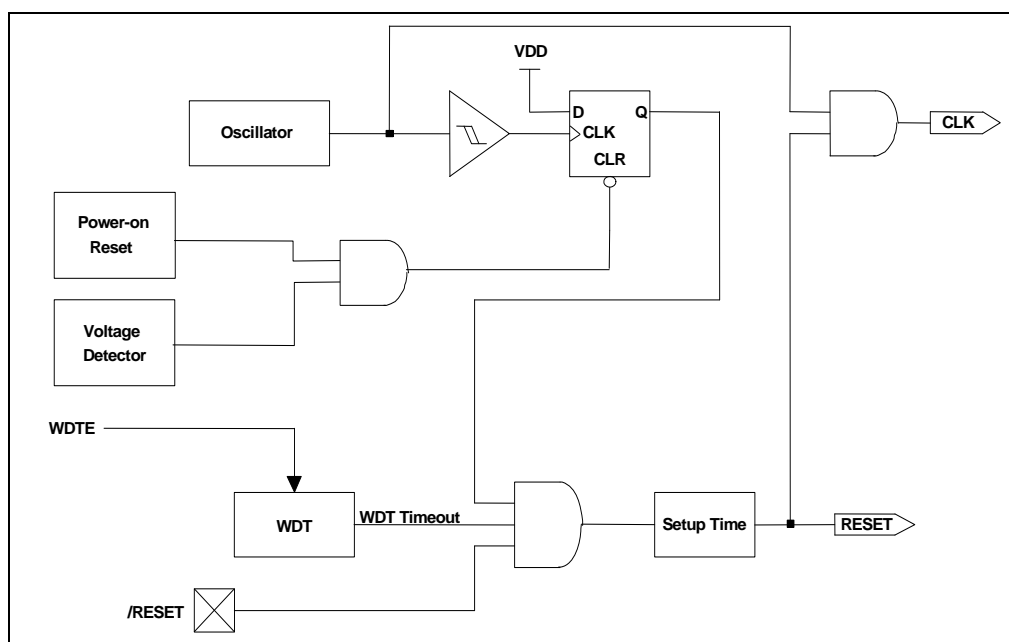 VDD
D
Q
CLK
CLR
CLK
Oscillator
Power-on
Reset
Voltage
Detector
WDTE
WDT
WDT Timeout
Setup Time
RESET
/RESET